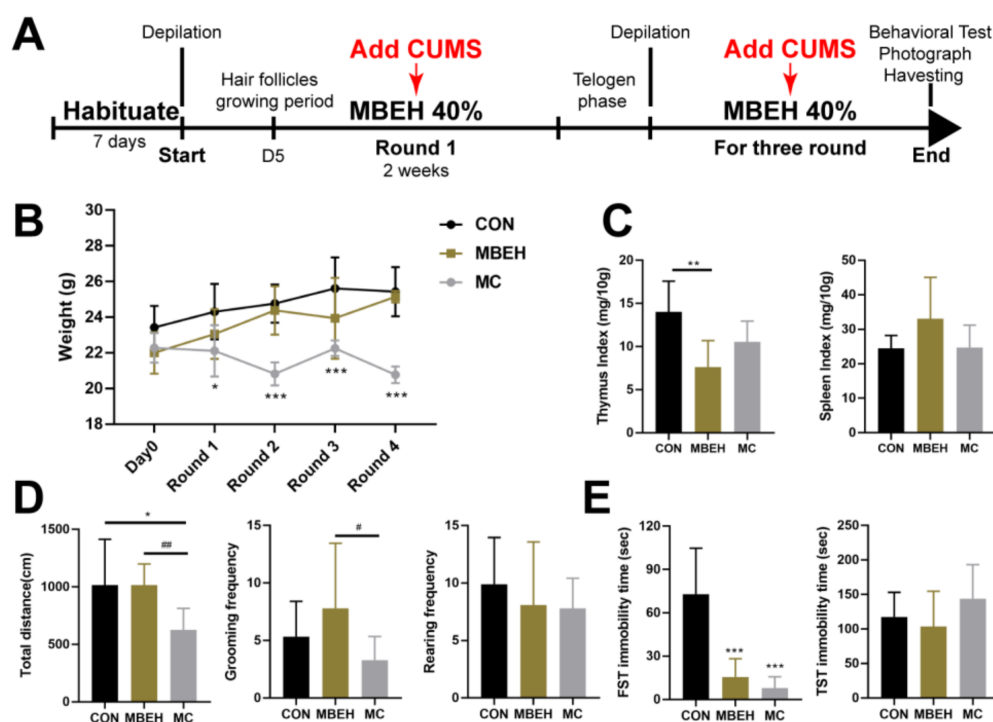 A
Depilation
Depilation
Behavioral Test
Photograph
Havesting
Add CUMS
Add CUMS
Hair follicles
growing period
Telogen
phase
Habituate
MBEH 40%
MBEH 40%
7 days
Start
D5
Round 1
2 weeks
For three round
End
B
Weight (g)
30
28
26
24
22
20
18
*
***
***
***
Day0
Round 1
Round 2
Round 3
Round 4
CON
MBEH
MC
C
Thymus Index (mg/10g)
20
15
10
5
0
**
CON MBEH MC
Spleen Index (mg/10g)
50
40
30
20
10
0
CON MBEH MC
D
Total distance(cm)
1500
1000
500
0
*
##
CON MBEH MC
Grooming frequency
15
10
5
0
#
CON MBEH MC
Rearing frequency
15
10
5
0
CON MBEH MC
E
FST immobility time (sec)
120
90
60
30
0
***
***
CON MBEH MC
TST immobility time (sec)
250
200
150
100
50
0
CON MBEH MC